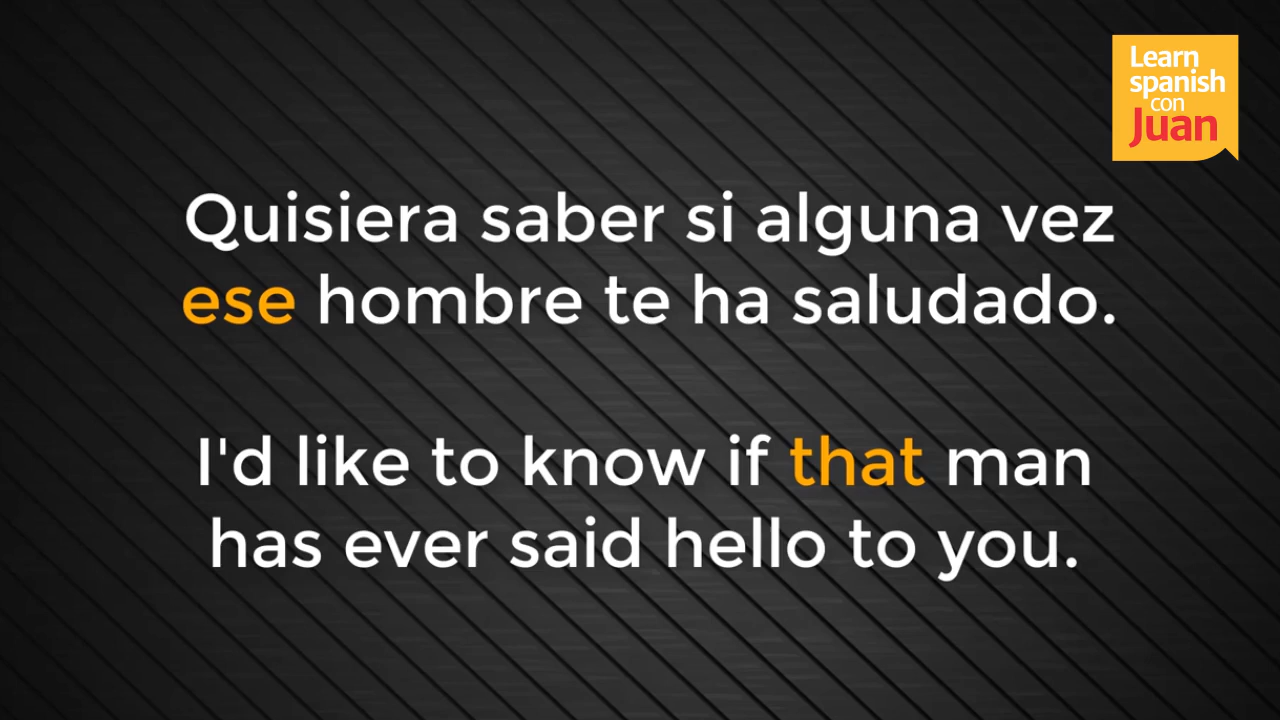 Learn
spanish
con
Juan
Quisiera saber si alguna vez
ese hombre te ha saludado.
I'd like to know if that man
has ever said hello to you.